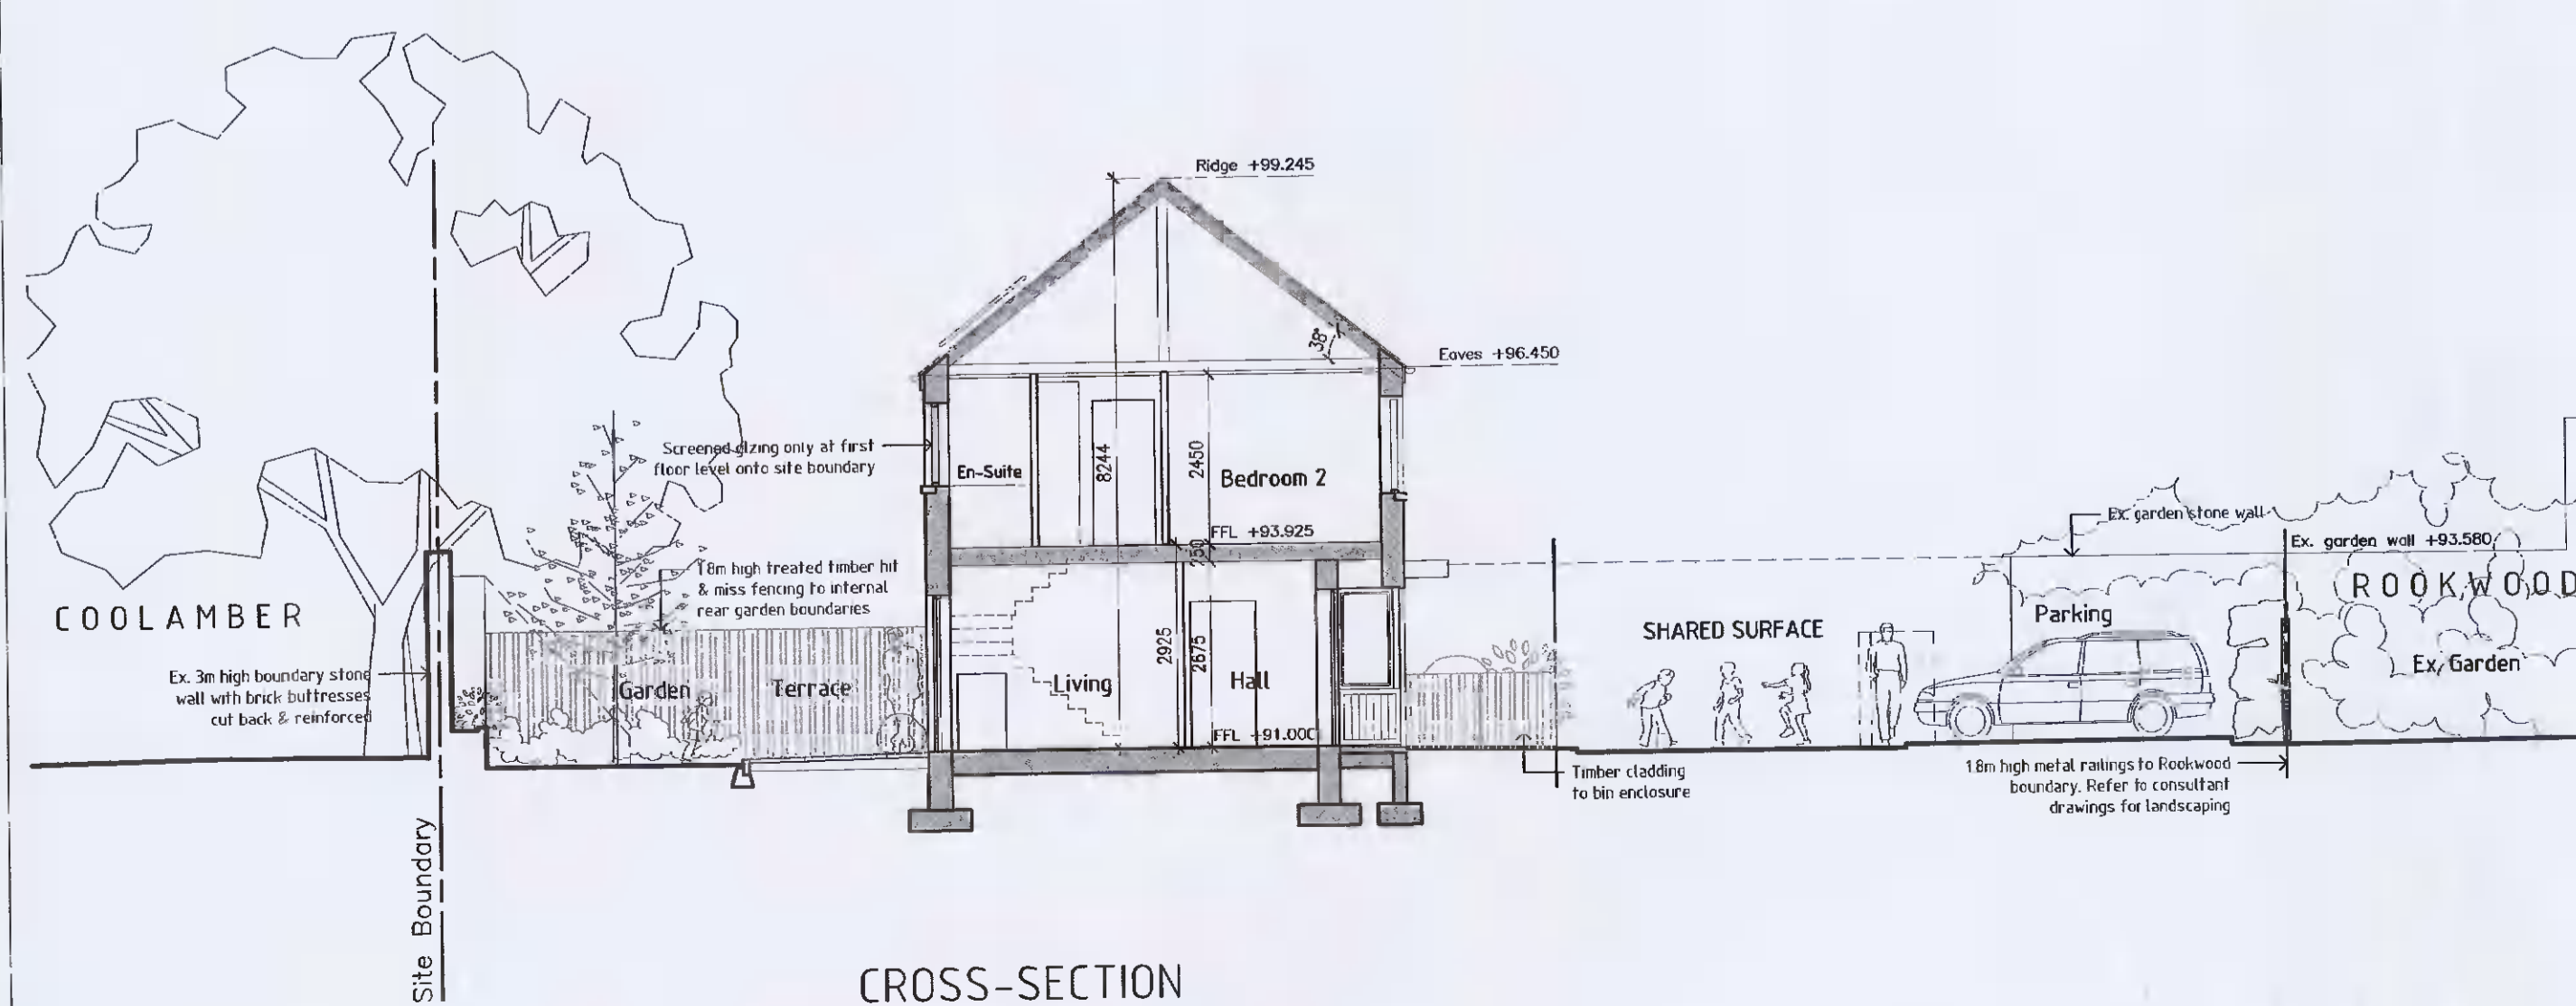 Ridge +99.245
38°
Eaves +96.450
Screened glzing only at first
floor level onto site boundary
En-Suite
8244
2450
Bedroom 2
FFL +93.925
250
Ex. garden stone wall
Ex. garden wall +93.580
1.8m high treated timber hit
& miss fencing to internal
rear garden boundaries
COOLAMBER
ROOKWOOD
Parking
SHARED SURFACE
Ex. Garden
Ex. 3m high boundary stone
wall with brick buttresses
cut back & reinforced
Garden
Terrace
Living
2925
2675
Hall
FFL +91.000
Timber cladding
to bin enclosure
1.8m high metal railings to Rookwood
boundary. Refer to consultant
drawings for landscaping
Site Boundary
CROSS-SECTION